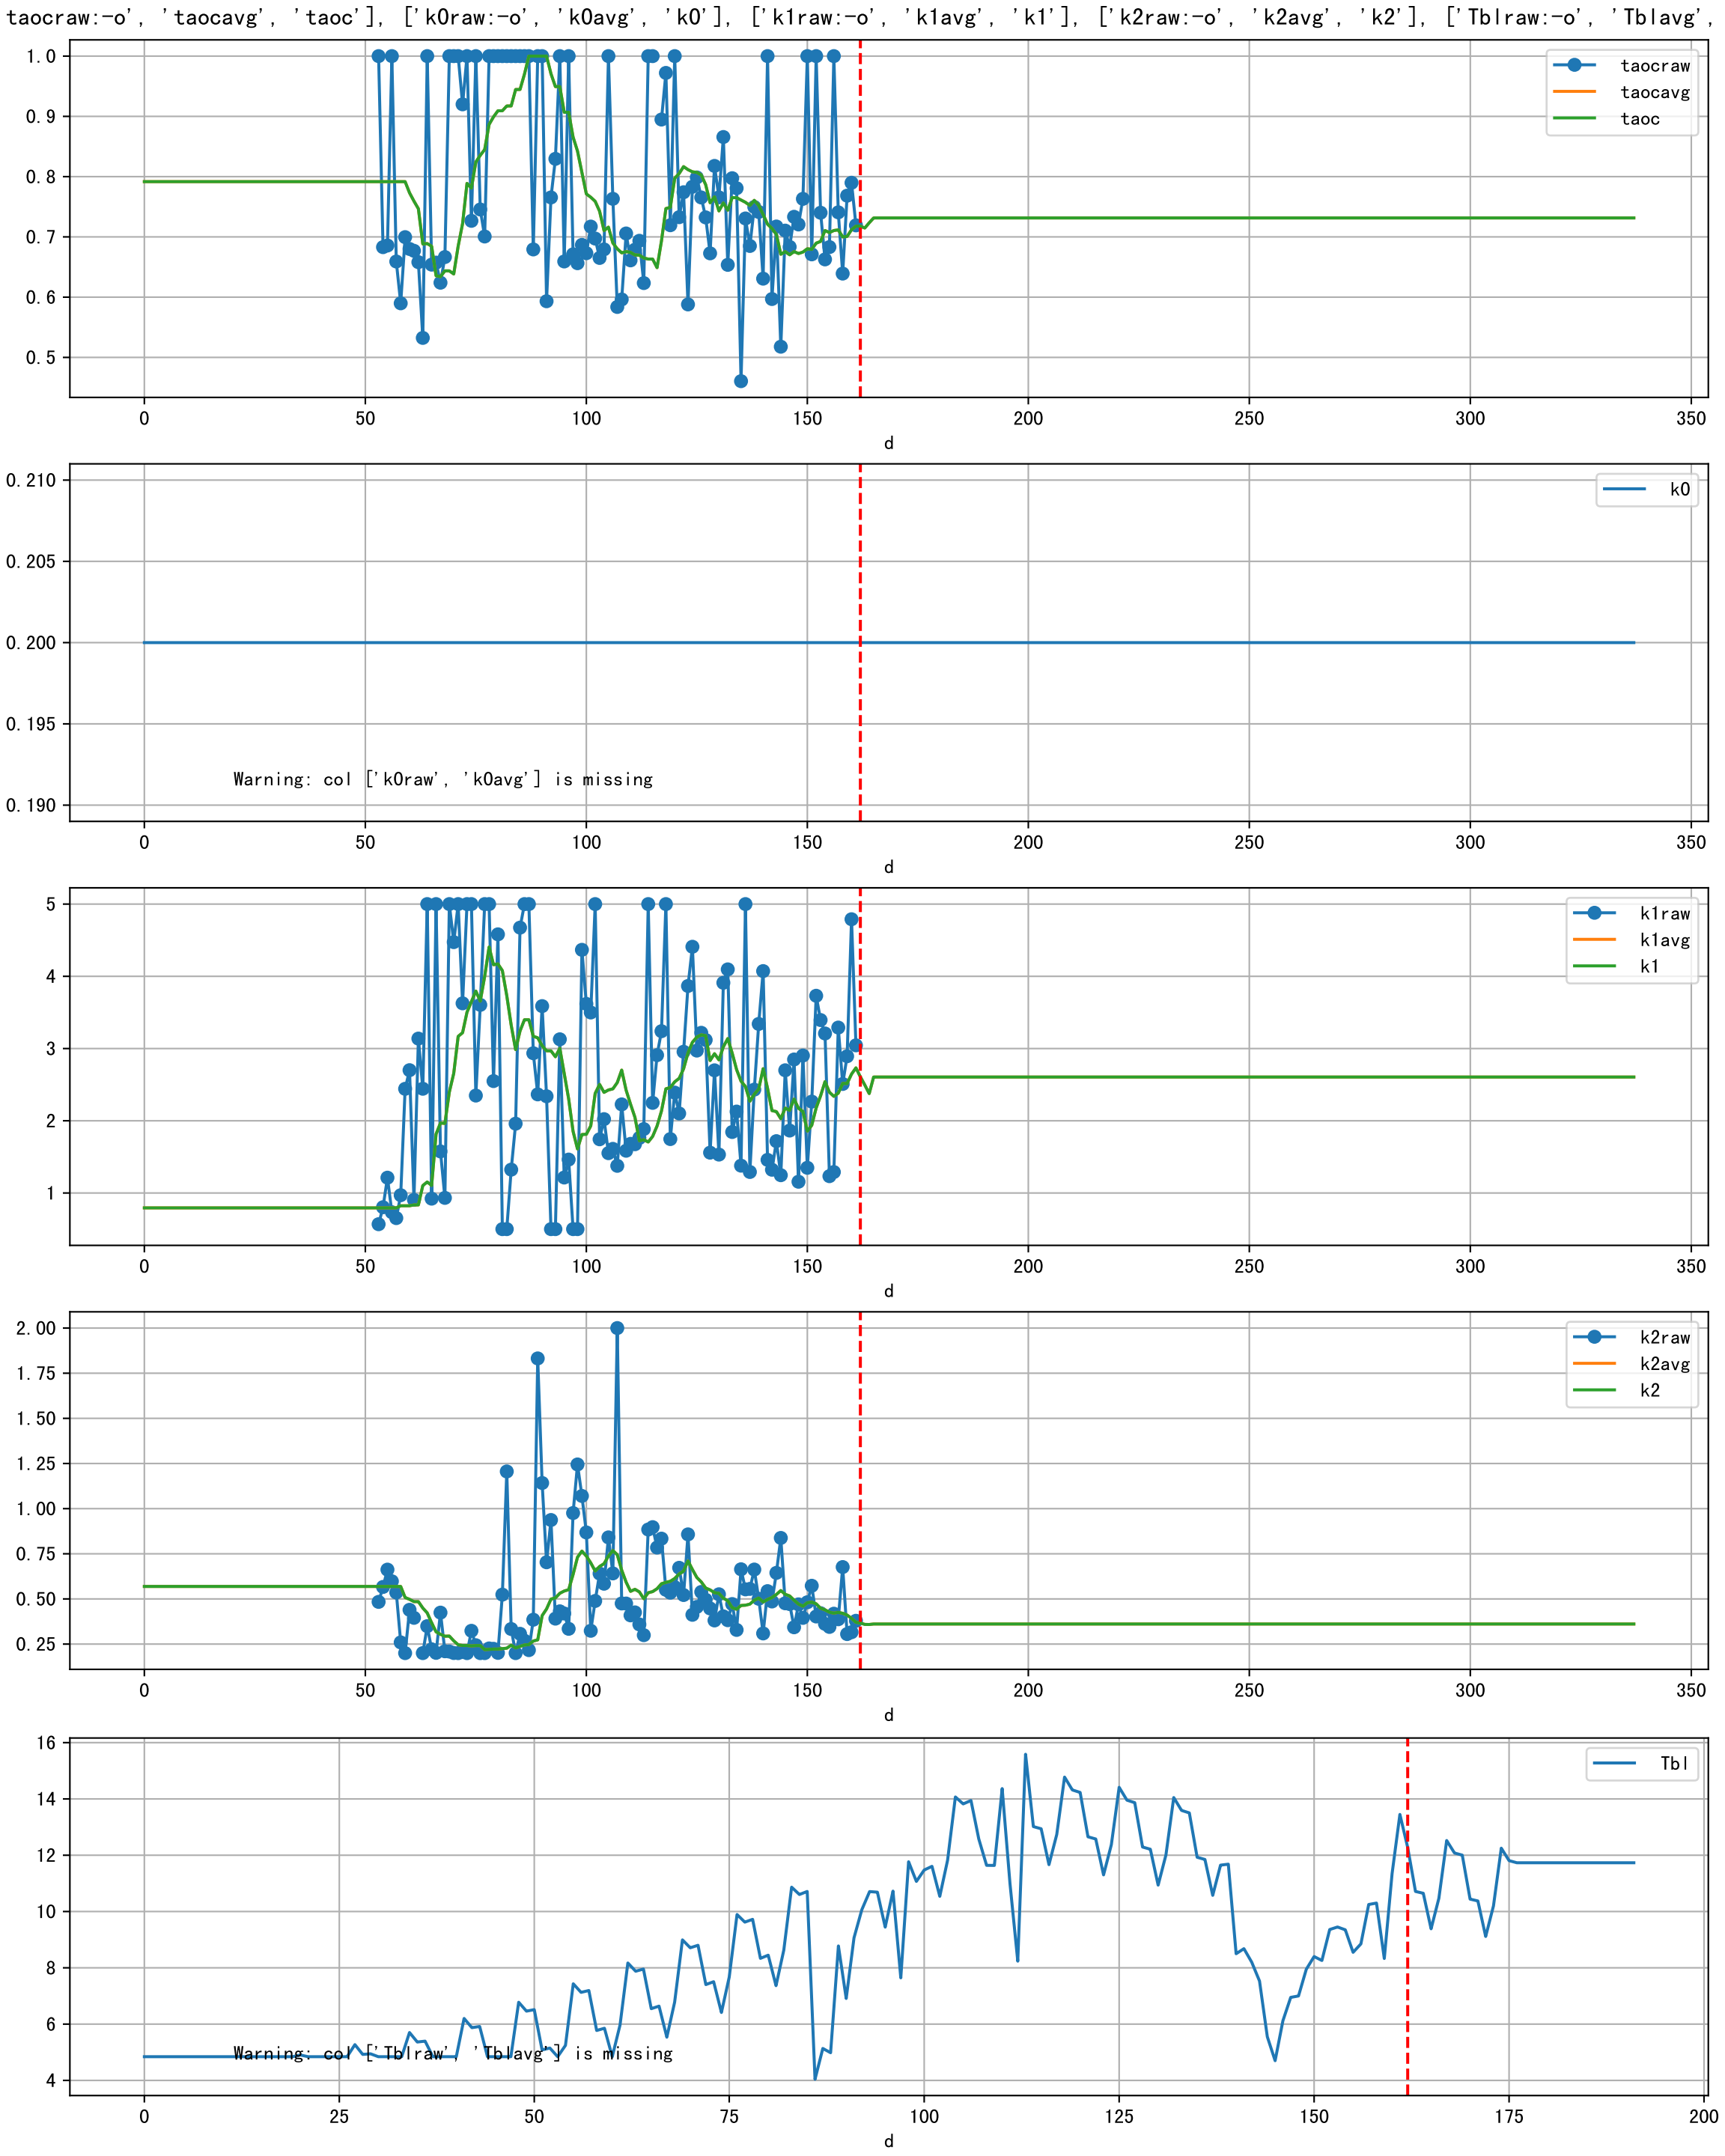 taocraw:-o', 'taocavg', 'taoc'], ['k0raw:-o', 'k0avg', 'k0'], ['k1raw:-o', 'k1avg', 'k1'], ['k2raw:-o', 'k2avg', 'k2'], ['Tblraw:-o', 'Tblavg',
1.0
0.9
0.8
0.7
0.6
0.5
taocraw
taocavg
taoc
0 50 100 150 200 250 300 350
d
0.210
0.205
0.200
0.195
0.190
k0
Warning: col ['k0raw', 'k0avg'] is missing
0 50 100 150 200 250 300 350
d
5
4
3
2
1
k1raw
k1avg
k1
0 50 100 150 200 250 300 350
d
2.00
1.75
1.50
1.25
1.00
0.75
0.50
0.25
k2raw
k2avg
k2
0 50 100 150 200 250 300 350
d
16
14
12
10
8
6
4
Tbl
Warning: col ['Tblraw', 'Tblavg'] is missing
0 25 50 75 100 125 150 175 200
d